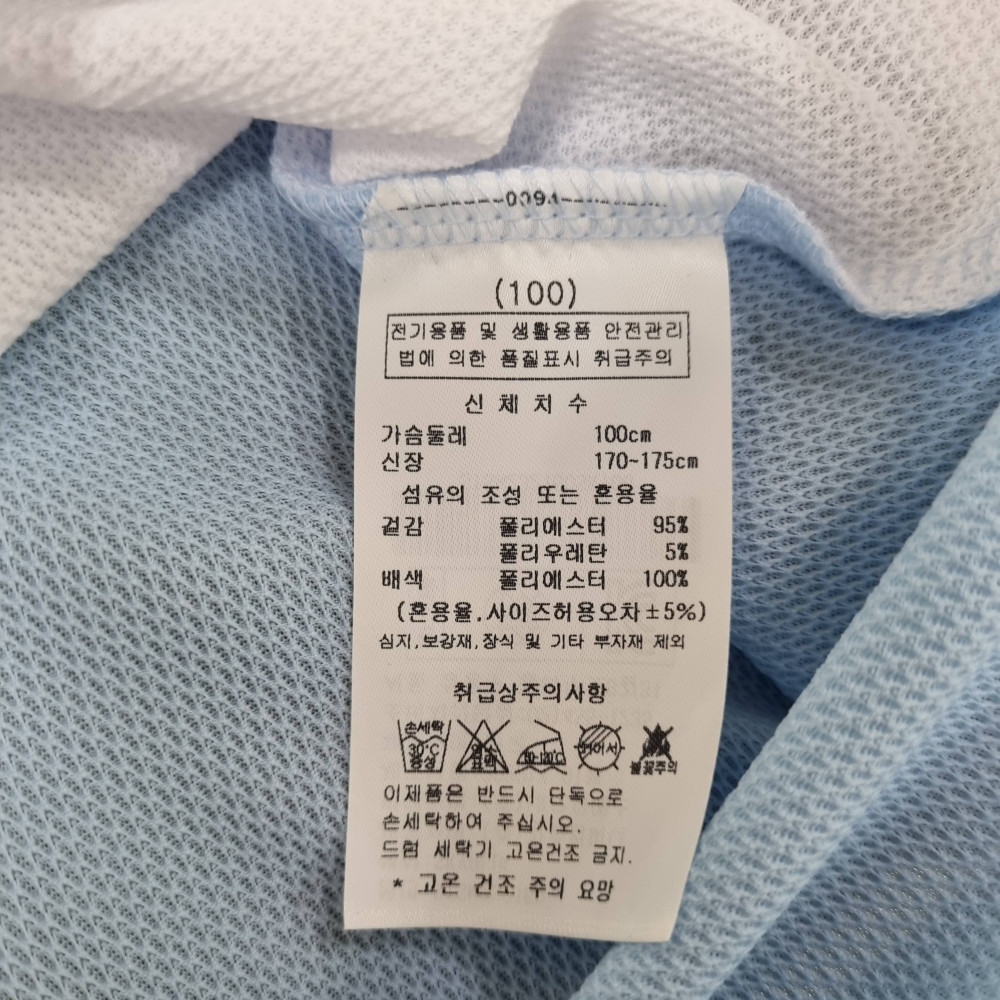 (100)
전기용품 및 생활용품 안전관리
법에 의한 품질표시 취급주의
신 체 치 수
가슴둘레 100cm
신장 170~175cm
섬유의 조성 또는 혼용율
겉감 폴리에스터 95%
폴리우레탄 5%
배색 폴리에스터 100%
(혼용율,사이즈허용오차±5%)
심지,보강재,장식 및 기타 부자재 제외
취급상주의사항
손세탁
30℃
중성
염소
표백
뉘어서
불꽃주의
이제품은 반드시 단독으로
손세탁하여 주십시오.
드럼 세탁기 고온건조 금지.
* 고온 건조 주의 요망